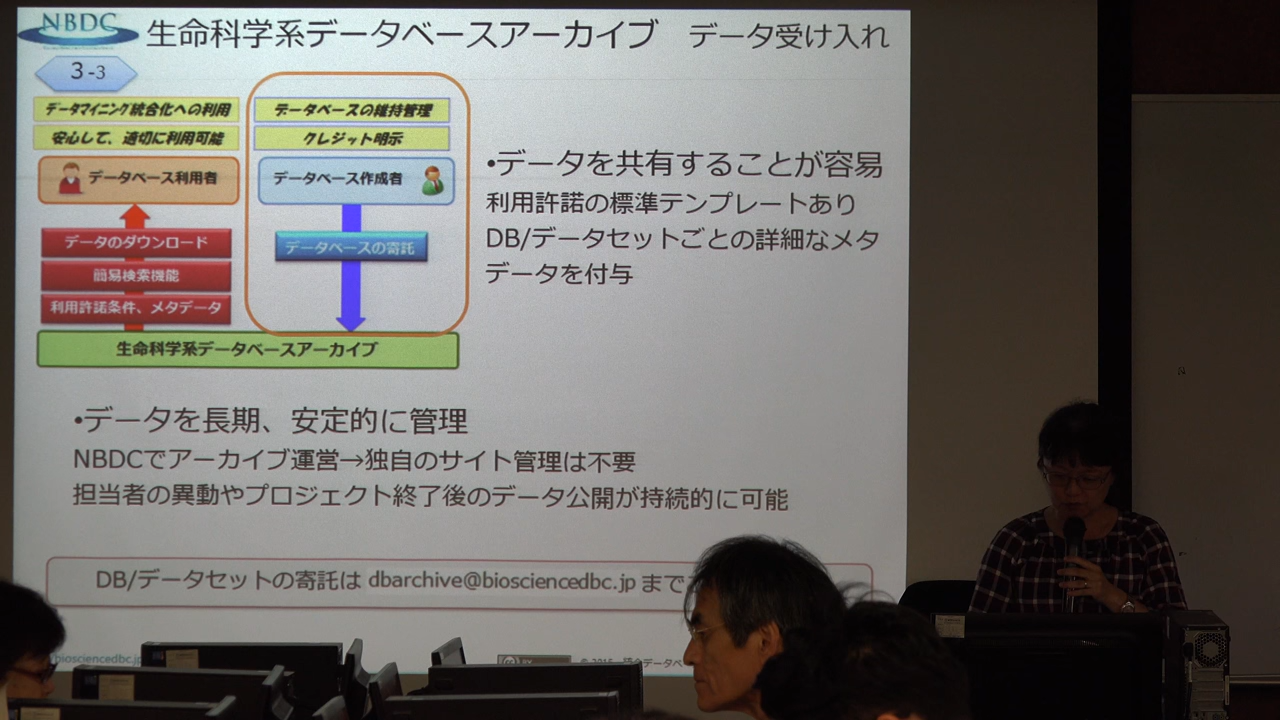 NBDC
生命科学系データベースアーカイブ データ受け入れ
3-3
データマイニング統合化への利用
安心して、適切に利用可能
データベース利用者
データのダウンロード
簡易検索機能
利用許諾条件、メタデータ
データベースの維持管理
クレジット明示
データベース作成者
データベースの寄託
生命科学系データベースアーカイブ
•データを共有することが容易
利用許諾の標準テンプレートあり
DB/データセットごとの詳細なメタ
データを付与
•データを長期、安定的に管理
NBDCでアーカイブ運営→独自のサイト管理は不要
担当者の異動やプロジェクト終了後のデータ公開が持続的に可能
DB/データセットの寄託は dbarchive@biosciencedbc.jp まで
biosciencedbc.jp